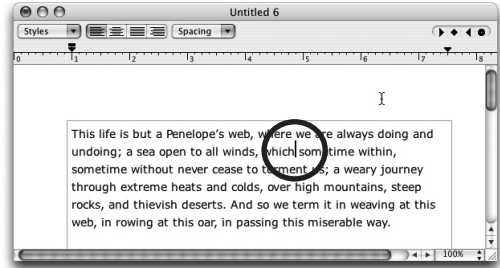 Untitled 6
Styles Spacing
0 1 2 3 4 5 6 7 8
This life is but a Penelope's web, where we are always doing and
undoing; a sea open to all winds, which sometime within,
sometime without never cease to torment us; a weary journey
through extreme heats and colds, over high mountains, steep
rocks, and thievish deserts. And so we term it in weaving at this
web, in rowing at this oar, in passing this miserable way.
100%